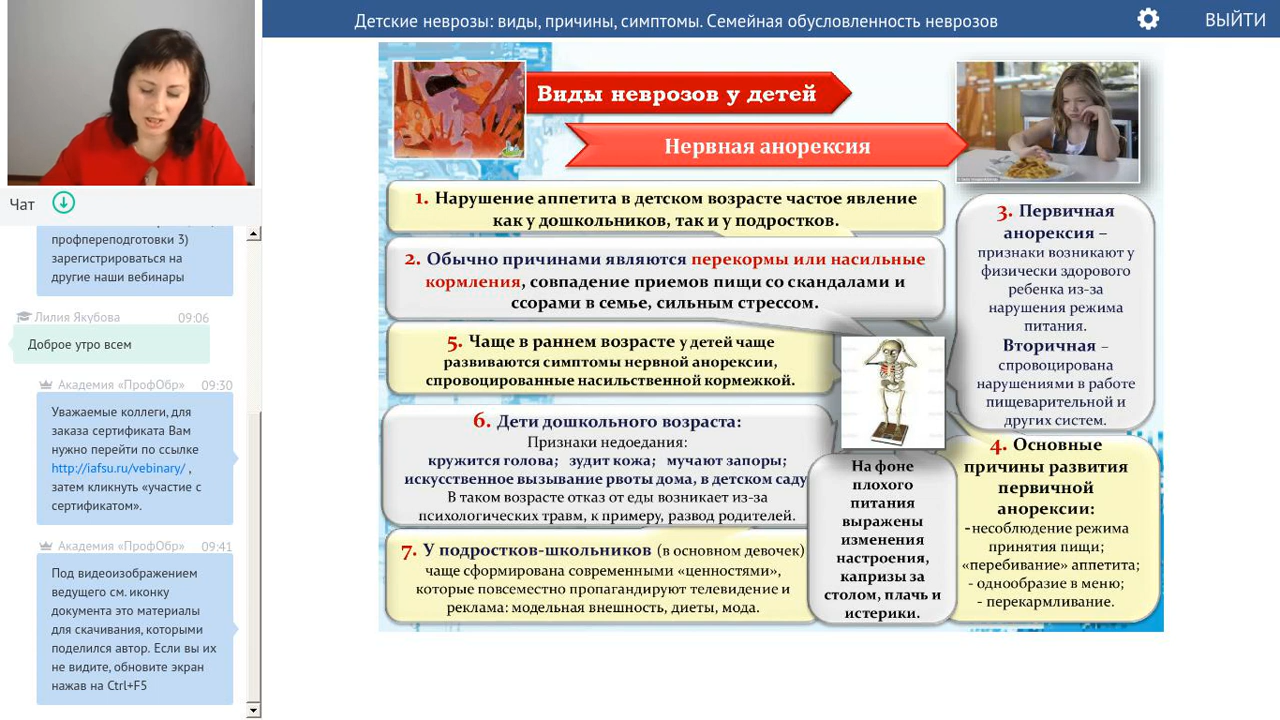 Детские неврозы: виды, причины, симптомы. Семейная обусловленность неврозов
ВЫЙТИ
Чат
профпереподготовки 3)
зарегистрироваться на
другие наши вебинары
Лилия Якубова 09:06
Доброе утро всем
Академия «ПрофОбр» 09:30
Уважаемые коллеги, для
заказа сертификата Вам
нужно перейти по ссылке
http://iafsu.ru/vebinary/ ,
затем кликнуть «участие с
сертификатом».
Академия «ПрофОбр» 09:41
Под видеоизображением
ведущего см. иконку
документа это материалы
для скачивания, которыми
поделился автор. Если вы их
не видите, обновите экран
нажав на Ctrl+F5
Виды неврозов у детей
Нервная анорексия
1. Нарушение аппетита в детском возрасте частое явление
как у дошкольников, так и у подростков.
2. Обычно причинами являются перекормы или насильные
кормления, совпадение приемов пищи со скандалами и
ссорами в семье, сильным стрессом.
3. Первичная
анорексия –
признаки возникают у
физически здорового
ребенка из-за
нарушения режима
питания.
Вторичная –
спровоцирована
нарушениями в работе
пищеварительной и
других систем.
5. Чаще в раннем возрасте у детей чаще
развиваются симптомы нервной анорексии,
спровоцированные насильственной кормежкой.
6. Дети дошкольного возраста:
Признаки недоедания:
кружится голова; зудит кожа; мучают запоры;
искусственное вызывание рвоты дома, в детском саду
В таком возрасте отказ от еды возникает из-за
психологических травм, к примеру, развод родителей.
7. У подростков-школьников (в основном девочек)
чаще сформирована современными «ценностями»,
которые повсеместно пропагандируют телевидение и
реклама: модельная внешность, диеты, мода.
На фоне
плохого
питания
выражены
изменения
настроения,
капризы за
столом, плачь и
истерики.
4. Основные
причины развития
первичной
анорексии:
-несоблюдение режима
принятия пищи;
«перебивание» аппетита;
- однообразие в меню;
- перекармливание.